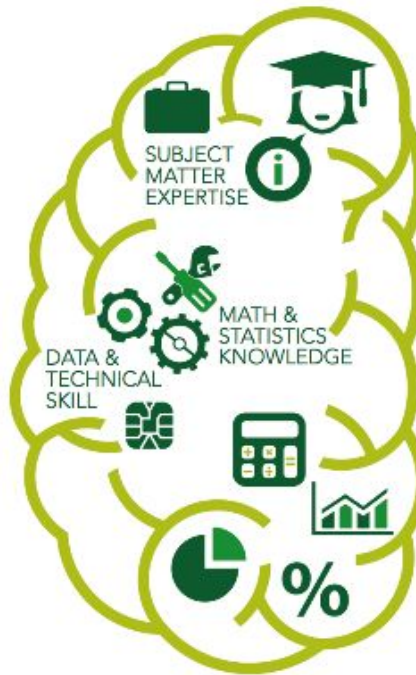 i
SUBJECT
MATTER
EXPERTISE
MATH &
STATISTICS
KNOWLEDGE
DATA &
TECHNICAL
SKILL
+ ×
− ÷ =
%